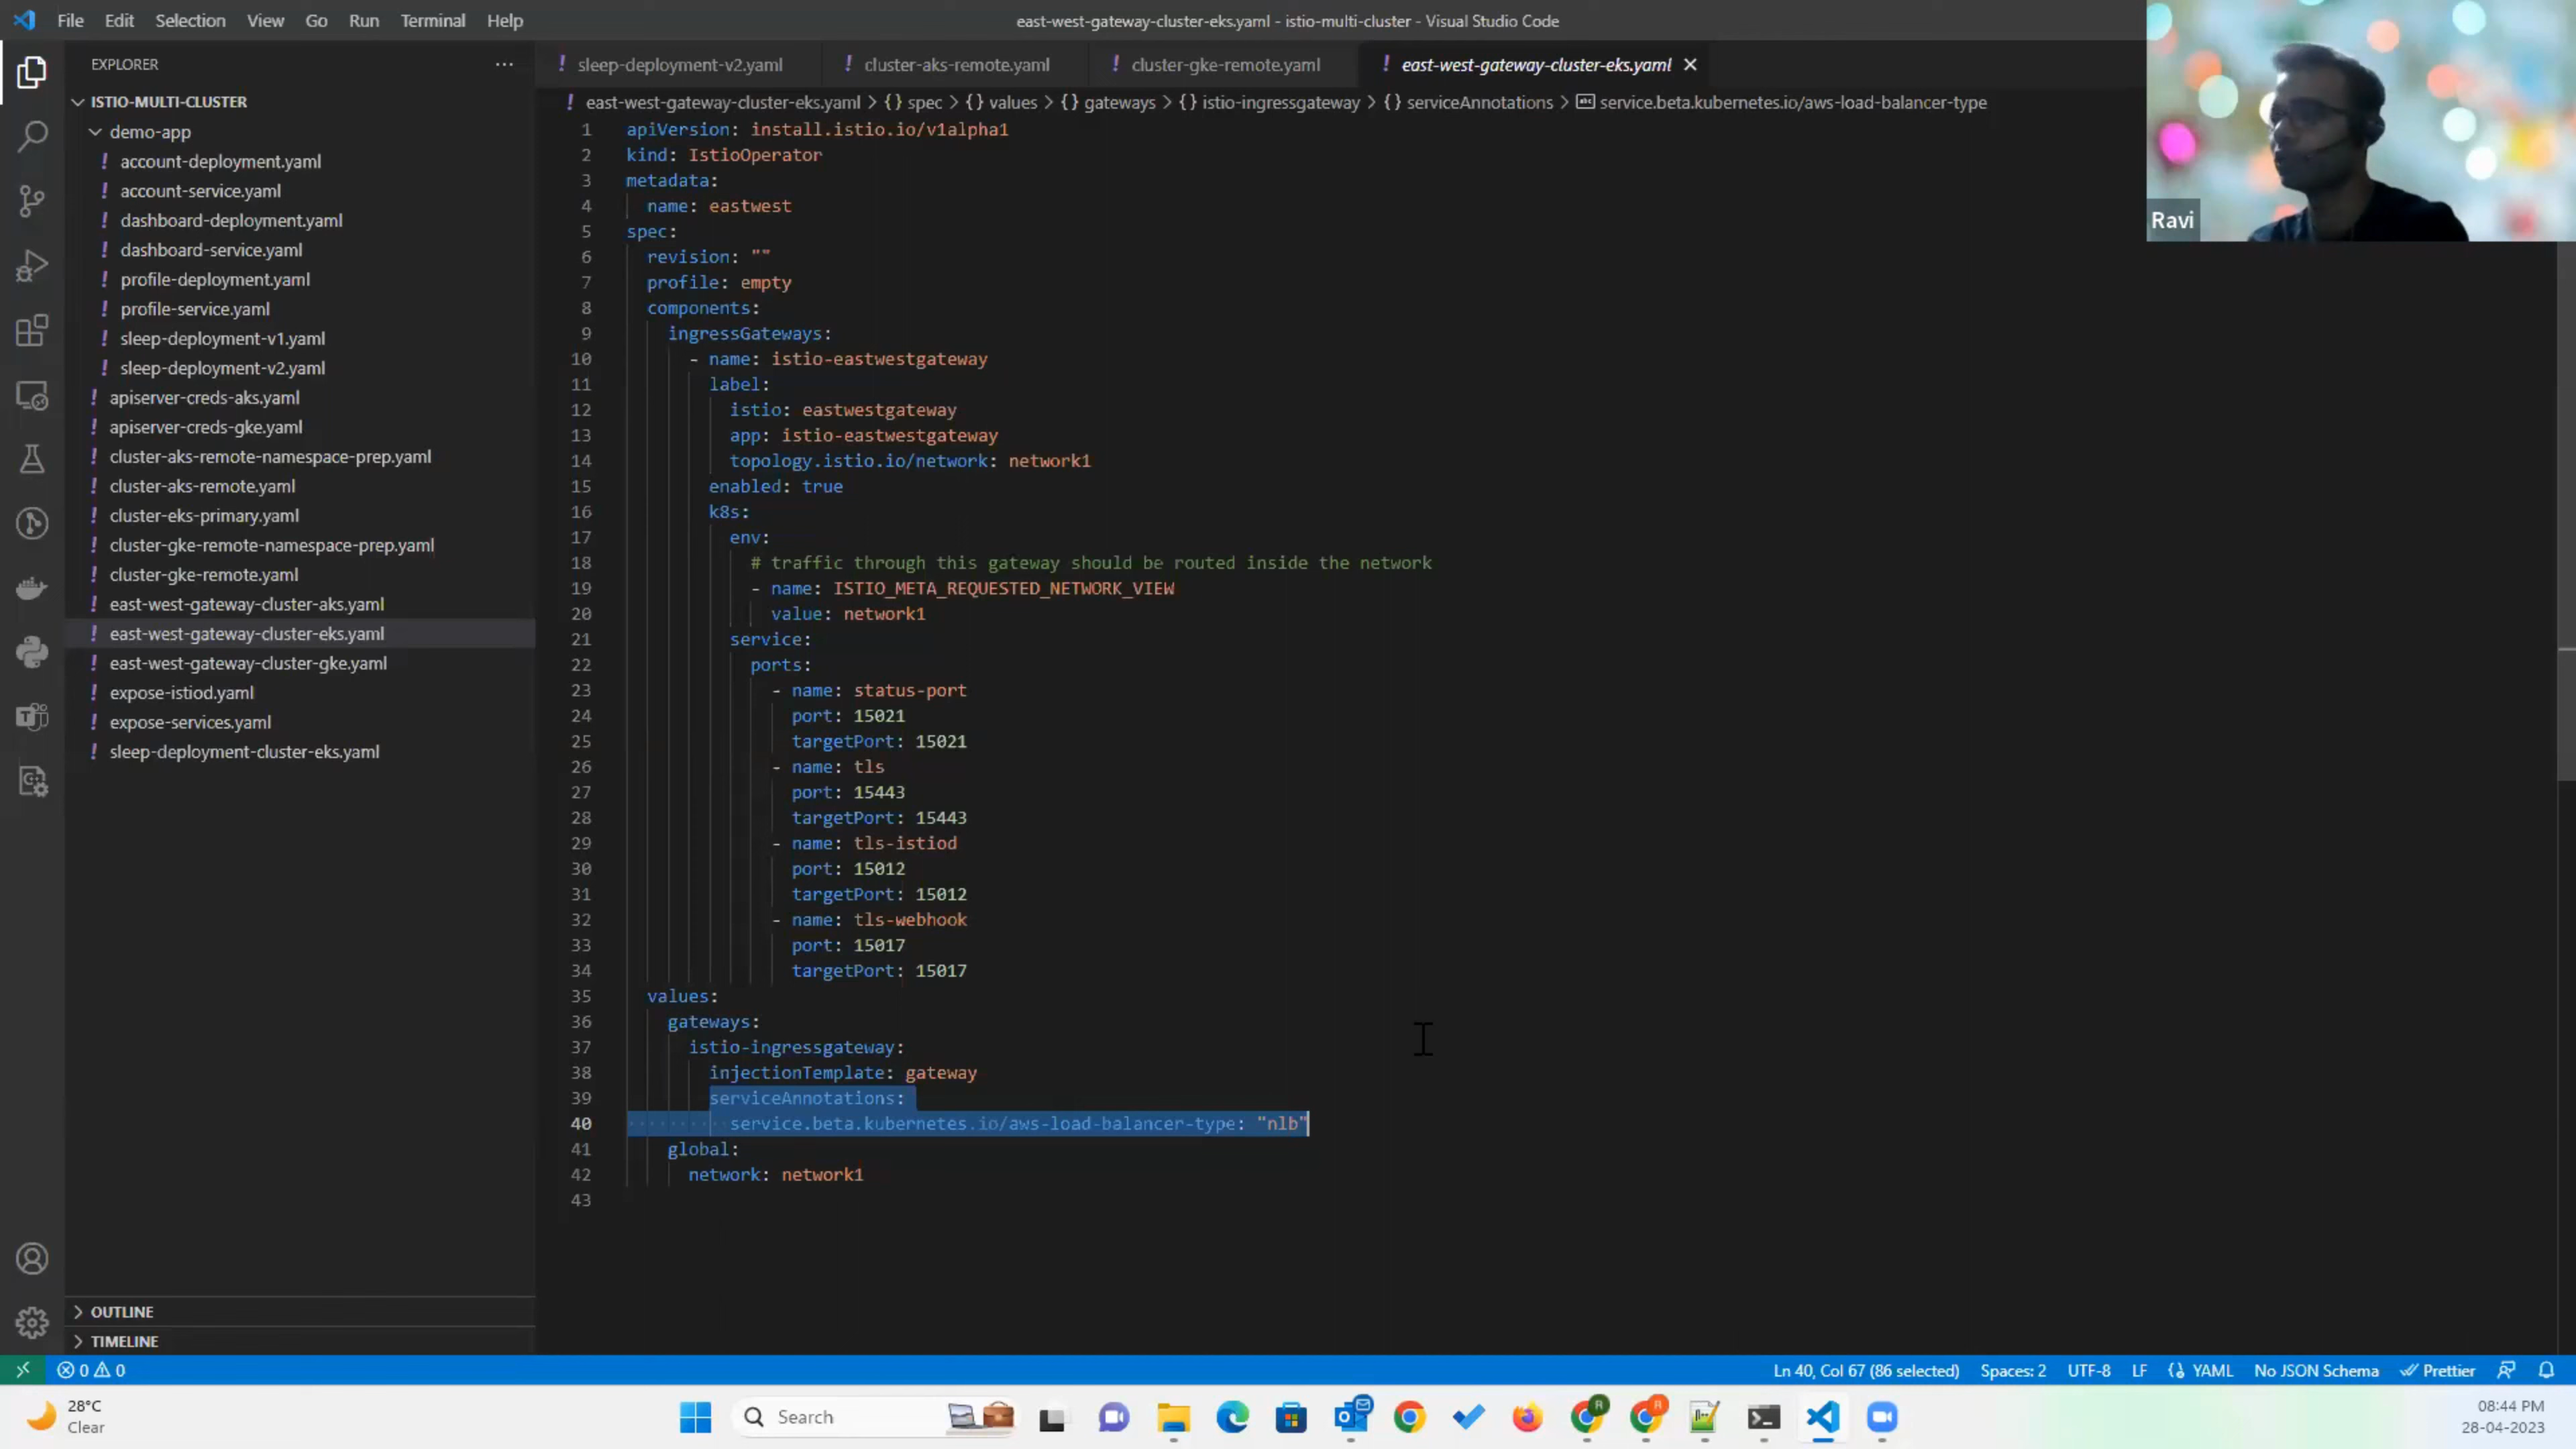 File Edit Selection View Go Run Terminal Help
east-west-gateway-cluster-eks.yaml - istio-multi-cluster - Visual Studio Code
EXPLORER
ISTIO-MULTI-CLUSTER
demo-app
! account-deployment.yaml
! account-service.yaml
! dashboard-deployment.yaml
! dashboard-service.yaml
! profile-deployment.yaml
! profile-service.yaml
! sleep-deployment-v1.yaml
! sleep-deployment-v2.yaml
! apiserver-creds-aks.yaml
! apiserver-creds-gke.yaml
! cluster-aks-remote-namespace-prep.yaml
! cluster-aks-remote.yaml
! cluster-eks-primary.yaml
! cluster-gke-remote-namespace-prep.yaml
! cluster-gke-remote.yaml
! east-west-gateway-cluster-aks.yaml
! east-west-gateway-cluster-eks.yaml
! east-west-gateway-cluster-gke.yaml
! expose-istiod.yaml
! expose-services.yaml
! sleep-deployment-cluster-eks.yaml
OUTLINE
TIMELINE
! sleep-deployment-v2.yaml ! cluster-aks-remote.yaml ! cluster-gke-remote.yaml ! east-west-gateway-cluster-eks.yaml
! east-west-gateway-cluster-eks.yaml > {} spec > {} values > {} gateways > {} istio-ingressgateway > {} serviceAnnotations > service.beta.kubernetes.io/aws-load-balancer-type
1 apiVersion: install.istio.io/v1alpha1
2 kind: IstioOperator
3 metadata:
4 name: eastwest
5 spec:
6 revision: ""
7 profile: empty
8 components:
9 ingressGateways:
10 - name: istio-eastwestgateway
11 label:
12 istio: eastwestgateway
13 app: istio-eastwestgateway
14 topology.istio.io/network: network1
15 enabled: true
16 k8s:
17 env:
18 # traffic through this gateway should be routed inside the network
19 - name: ISTIO_META_REQUESTED_NETWORK_VIEW
20 value: network1
21 service:
22 ports:
23 - name: status-port
24 port: 15021
25 targetPort: 15021
26 - name: tls
27 port: 15443
28 targetPort: 15443
29 - name: tls-istiod
30 port: 15012
31 targetPort: 15012
32 - name: tls-webhook
33 port: 15017
34 targetPort: 15017
35 values:
36 gateways:
37 istio-ingressgateway:
38 injectionTemplate: gateway
39 serviceAnnotations:
40 service.beta.kubernetes.io/aws-load-balancer-type: "nlb"
41 global:
42 network: network1
43
Ravi
0 0
Ln 40, Col 67 (86 selected) Spaces: 2 UTF-8 LF {} YAML No JSON Schema Prettier
28°C
Clear
Search
08:44 PM
28-04-2023